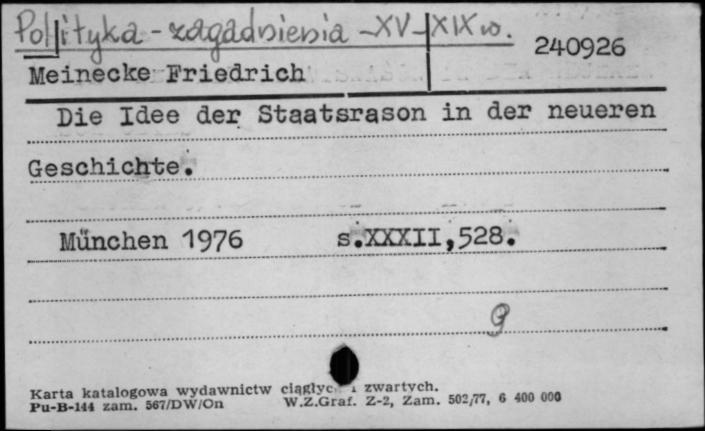 Polityka - zagadnienia - XV - XIX w.
240926
Meinecke Friedrich
Die Idee der Staatsrason in der neueren
Geschichte.
München 1976 s.XXXII,528.
Karta katalogowa wydawnictw ciągłyc i zwartych.
Pu-B-144 zam. 567/DW/On W.Z.Graf. Z-2, Zam. 502/77, 6 400 000